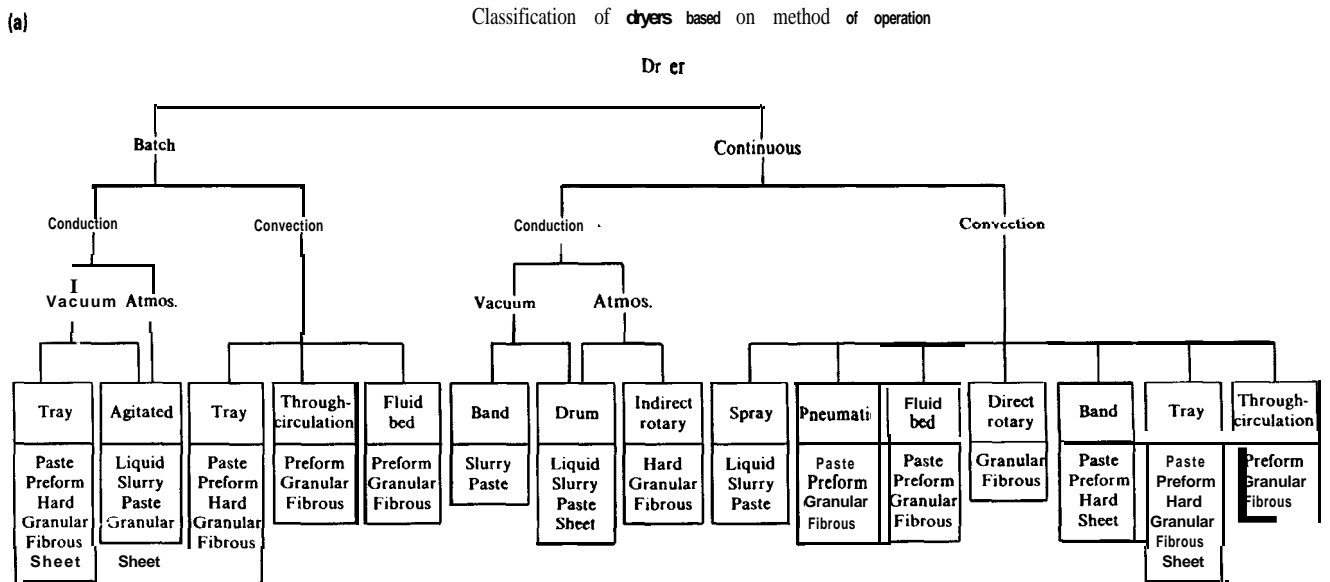 (a)
Classification of dryers based on method of operation
Dr er
Batch
Continuous
Conduction
Convection
Conduction
Convection
I
Vacuum Atmos.
Vacuum
Atmos.
Tray
Paste
Preform
Hard
Granular
Fibrous
Sheet
Agitated
Liquid
Slurry
Paste
Granular
Tray
Paste
Preform
Hard
Granular
Fibrous
Sheet
Through-
circulation
Preform
Granular
Fibrous
Fluid
bed
Preform
Granular
Fibrous
Band
Slurry
Paste
Drum
Liquid
Slurry
Paste
Sheet
Indirect
rotary
Hard
Granular
Fibrous
Spray
Liquid
Slurry
Paste
Pneumati
Paste
Preform
Granular
Fibrous
Fluid
bed
Paste
Preform
Granular
Fibrous
Direct
rotary
Granular
Fibrous
Band
Paste
Preform
Hard
Sheet
Tray
Paste
Preform
Hard
Granular
Fibrous
Sheet
Through-
circulation
Preform
Granular
Fibrous